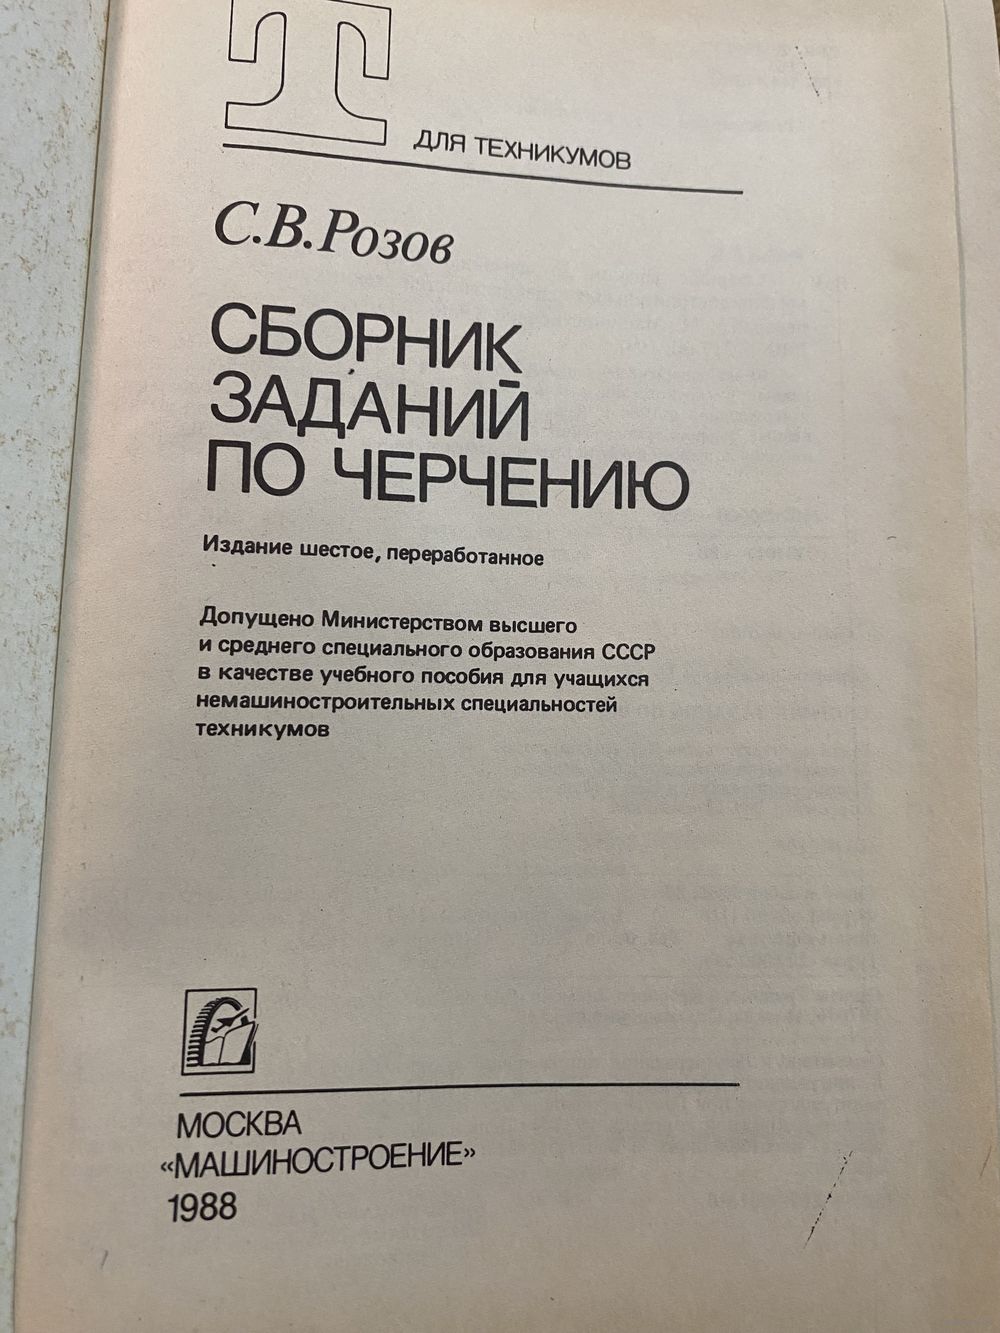 Т
ДЛЯ ТЕХНИКУМОВ
С.В.Розов
СБОРНИК
ЗАДАНИЙ
ПО ЧЕРЧЕНИЮ
Издание шестое, переработанное
Допущено Министерством высшего
и среднего специального образования СССР
в качестве учебного пособия для учащихся
немашиностроительных специальностей
техникумов
МОСКВА
«МАШИНОСТРОЕНИЕ»
1988